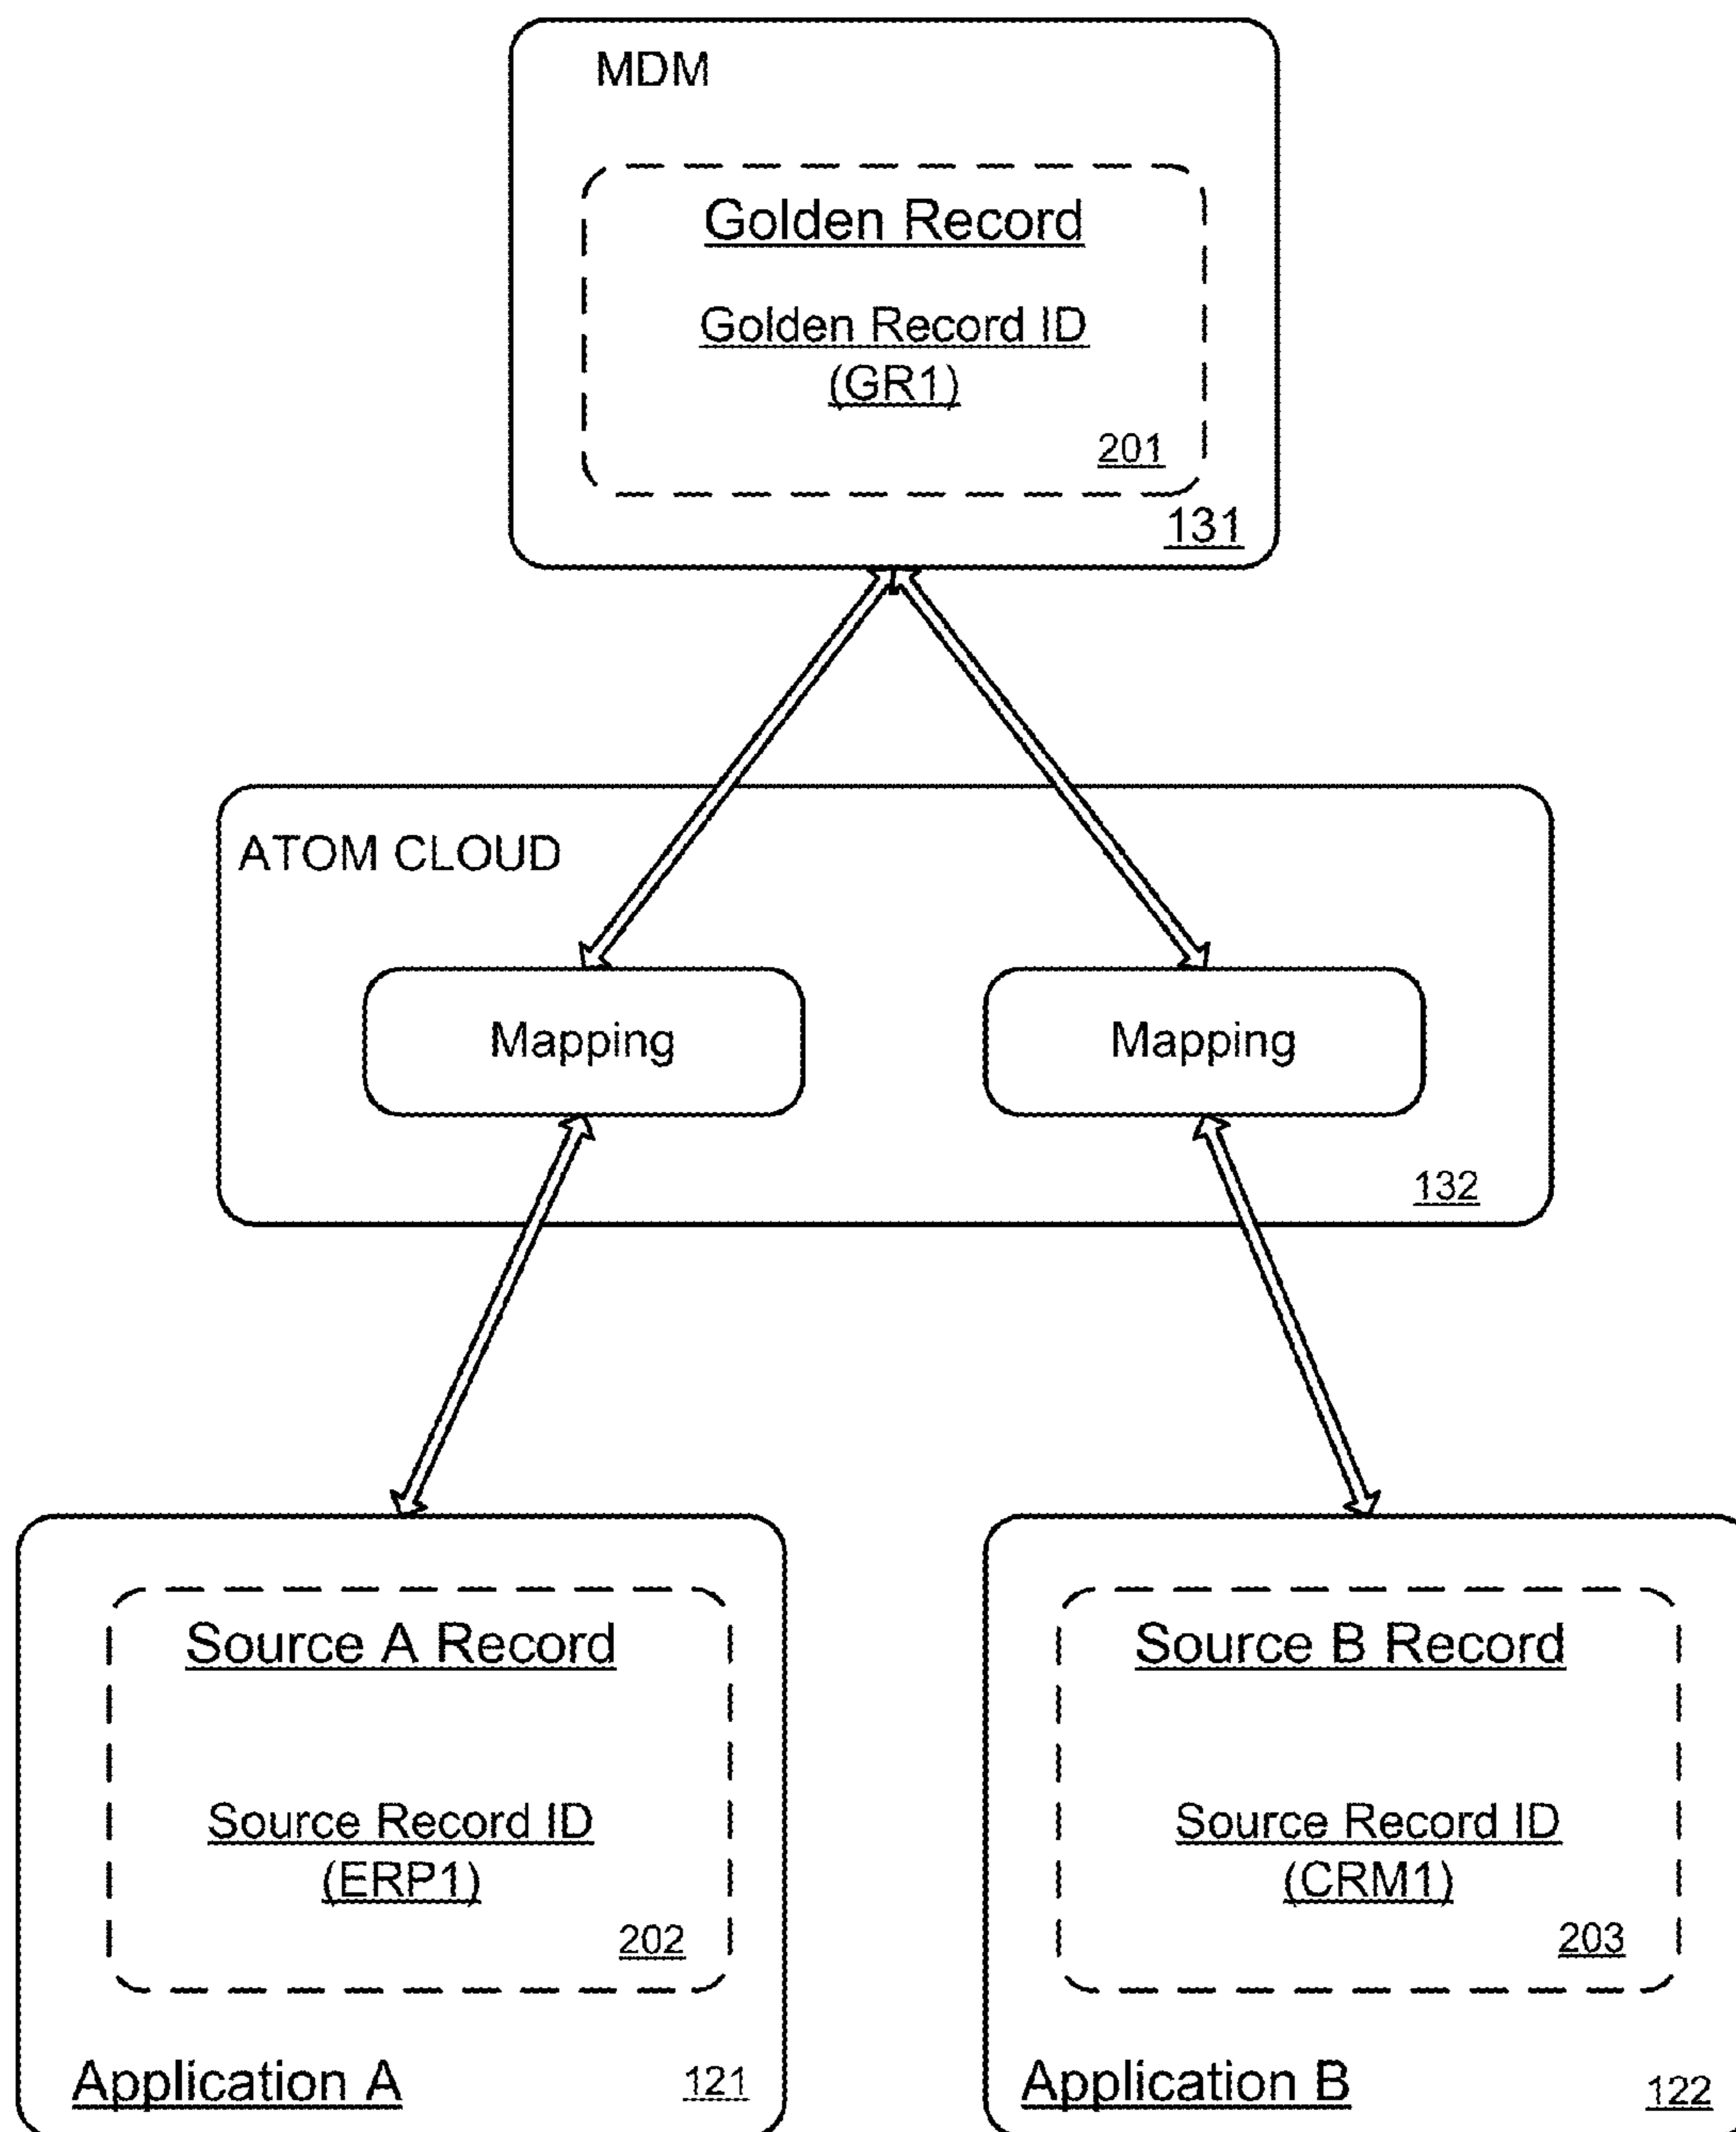 MDM
Golden Record
Golden Record ID
(GR1)
201
131
ATOM CLOUD
Mapping
Mapping
132
Source A Record
Source Record ID
(ERP1)
202
Application A
121
Source B Record
Source Record ID
(CRM1)
203
Application B
122